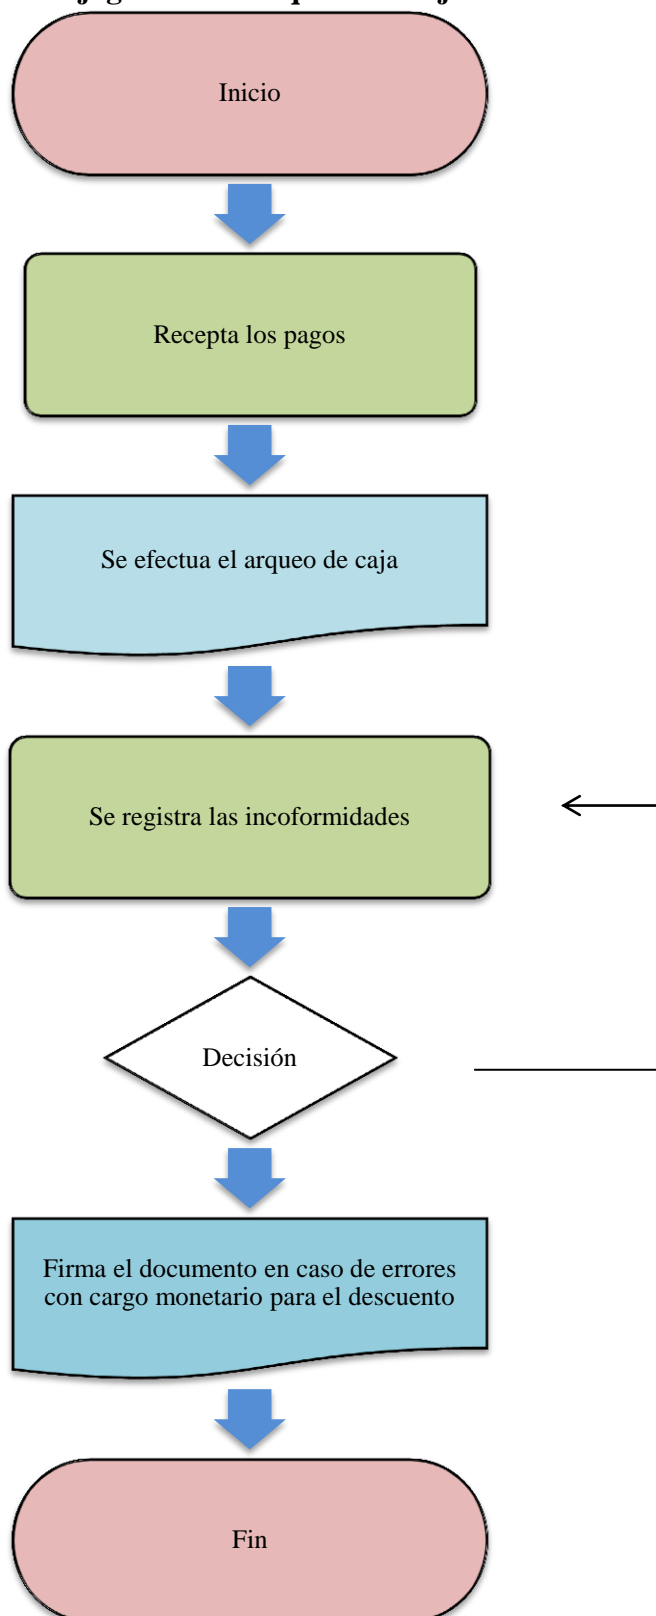 Inicio
Recepta los pagos
Se efectua el arqueo de caja
Se registra las incoformidades
Decisión
Firma el documento en caso de errores
con cargo monetario para el descuento
Fin